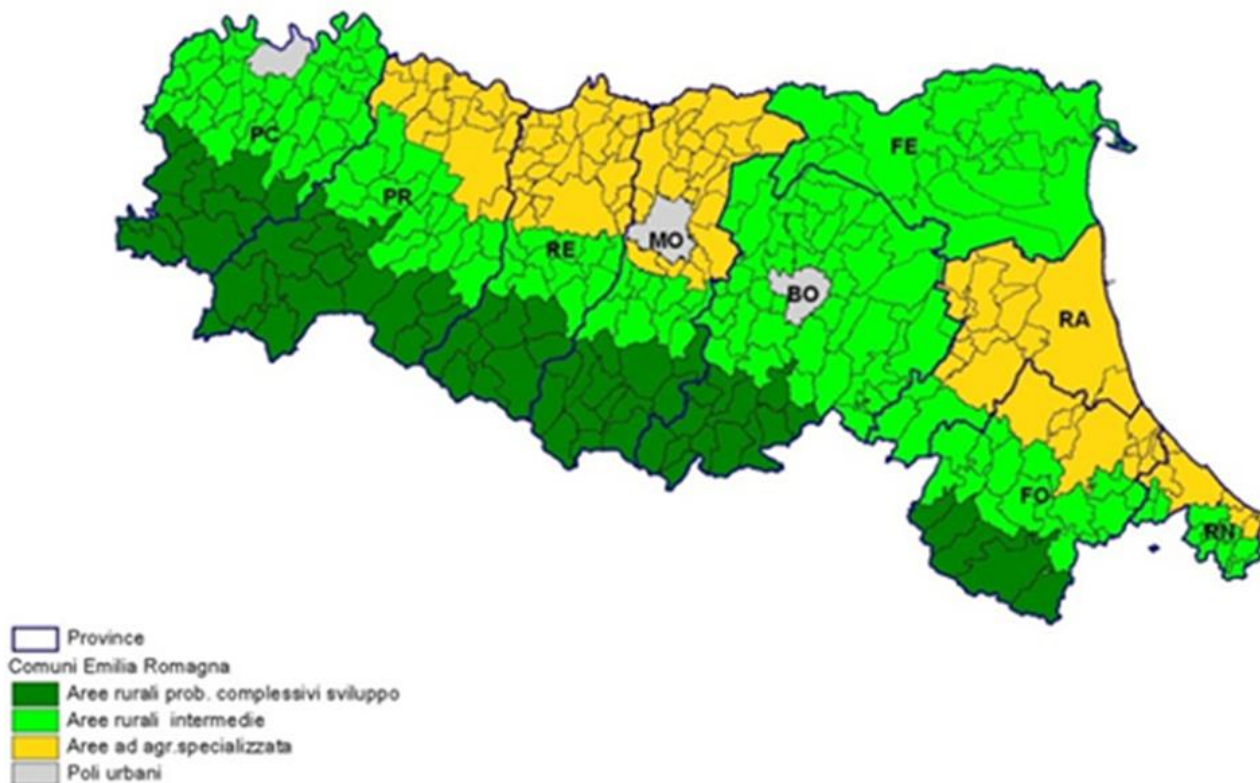 PC
FE
PR
MO
RE
BO
RA
FO
RN
Province
Comuni Emilia Romagna
Aree rurali prob. complessivi sviluppo
Aree rurali intermedie
Aree ad agr.specializzata
Poli urbani